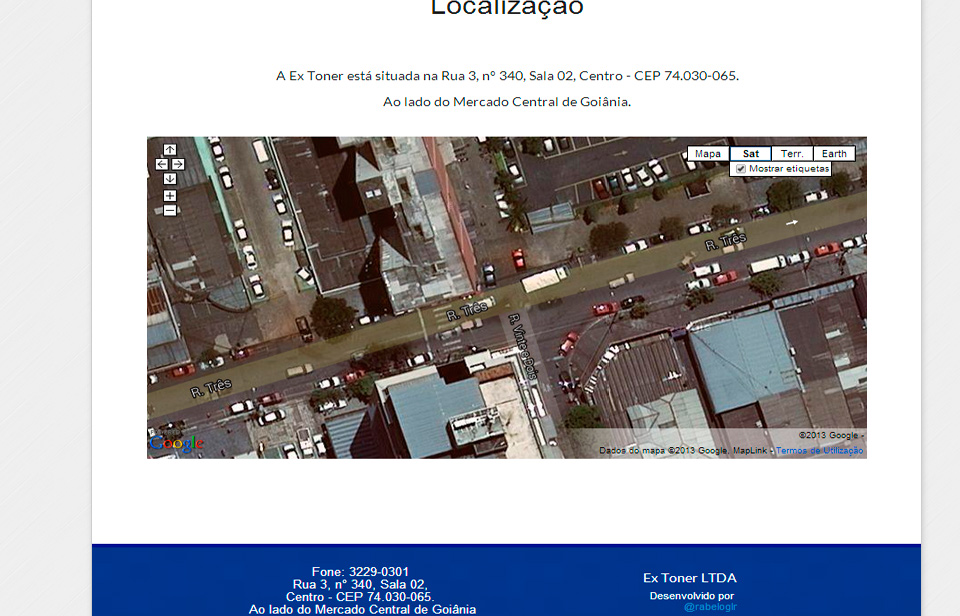 Localização
A Ex Toner está situada na Rua 3, n° 340, Sala 02, Centro - CEP 74.030-065.
Ao lado do Mercado Central de Goiânia.
Mapa Sat Terr. Earth
Mostrar etiquetas
R. Três
R. Três
R. Vinte e Dois
R. Três
Google
©2013 Google -
Dados do mapa ©2013 Google, MapLink - Termos de Utilização
Fone: 3229-0301
Rua 3, n° 340, Sala 02,
Centro - CEP 74.030-065.
Ao lado do Mercado Central de Goiânia
Ex Toner LTDA
Desenvolvido por
@rabeloglr